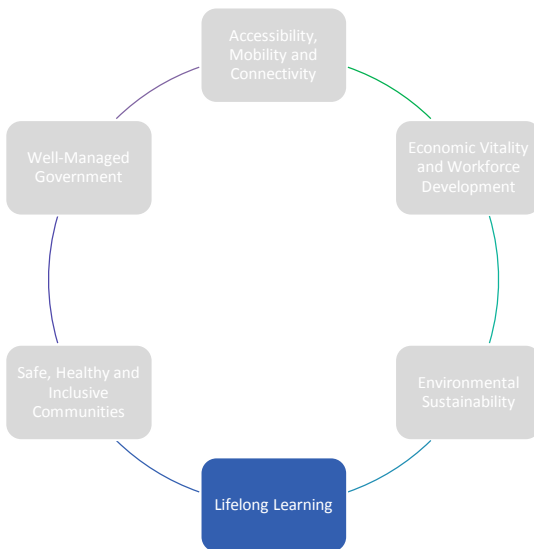 Accessibility,
Mobility and
Connectivity
Economic Vitality
and Workforce
Development
Environmental
Sustainability
Lifelong Learning
Safe, Healthy and
Inclusive
Communities
Well-Managed
Government